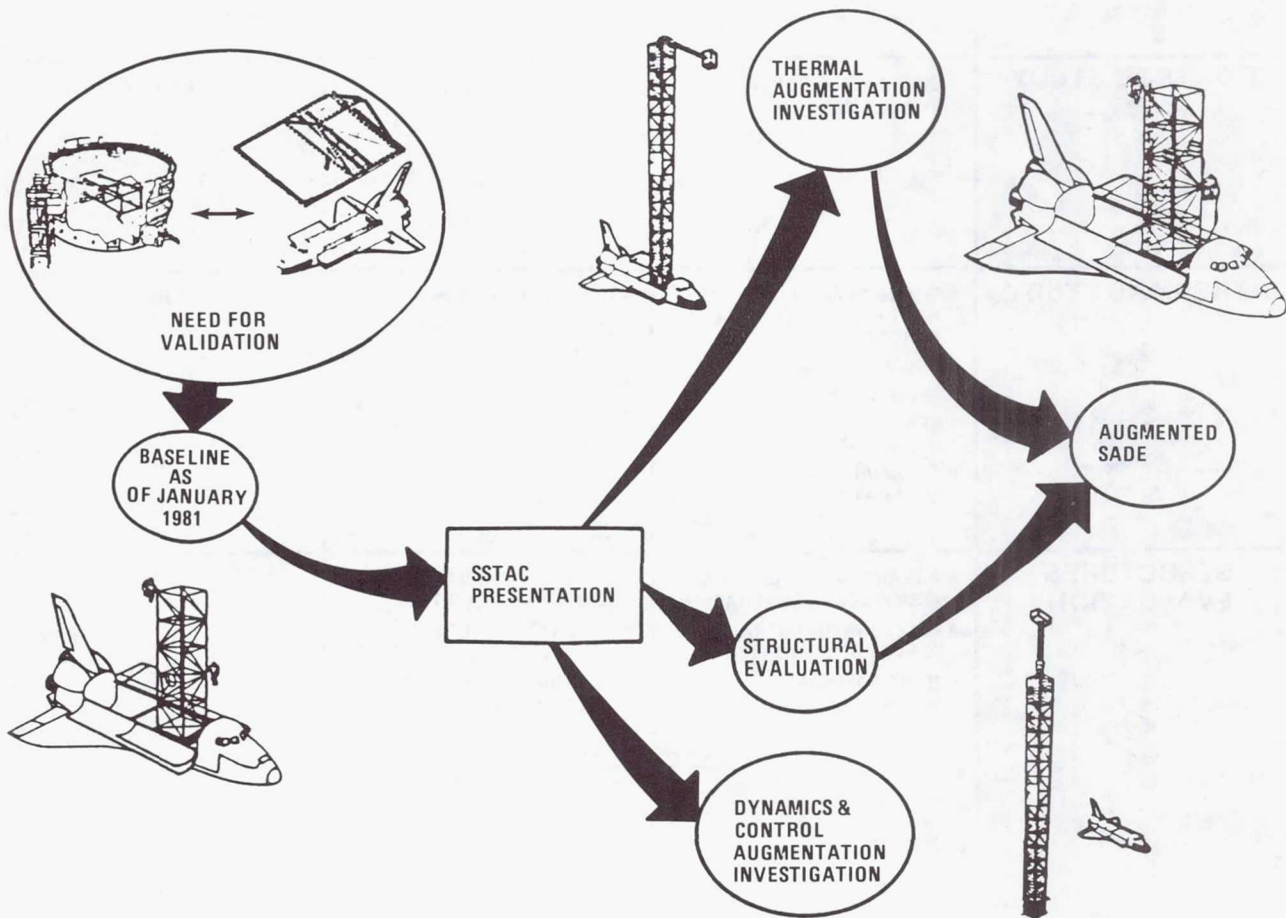 NEED FOR
VALIDATION
BASELINE
AS
OF JANUARY
1981
SSTAC
PRESENTATION
THERMAL
AUGMENTATION
INVESTIGATION
STRUCTURAL
EVALUATION
DYNAMICS &
CONTROL
AUGMENTATION
INVESTIGATION
AUGMENTED
SADE